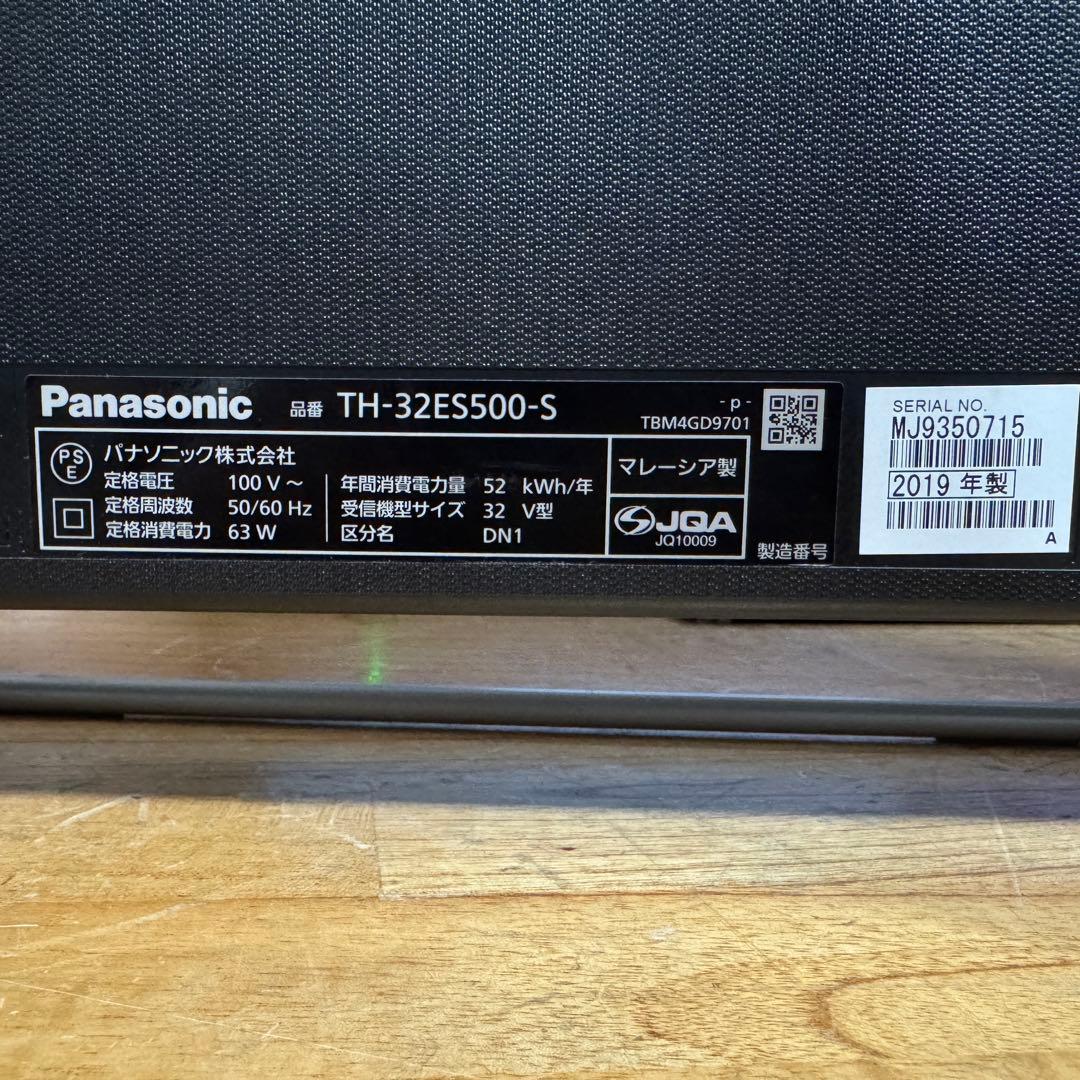 Panasonic 品番 TH-32ES500-S
- p -
TBM4GD9701
PS
E
パナソニック株式会社
定格電圧 100 V ～
定格周波数 50/60 Hz
定格消費電力 63 W
年間消費電力量 52 kWh/年
受信機型サイズ 32 V型
区分名 DN1
マレーシア製
JQA
JQ10009
製造番号
SERIAL NO.
MJ9350715
2019 年製
A